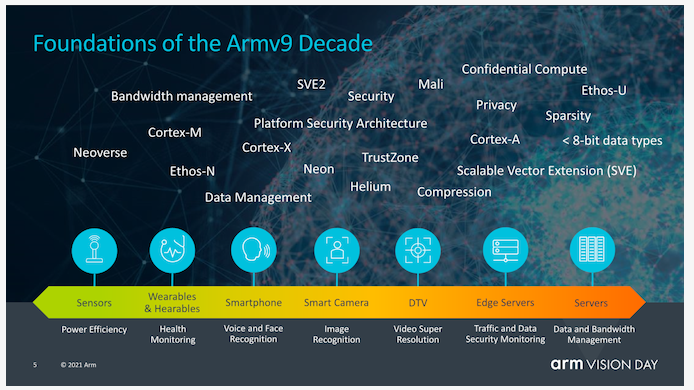 Foundations of the Armv9 Decade
Confidential Compute
SVE2
Mali
Ethos-U
Bandwidth management
Security
Privacy
Sparsity
Platform Security Architecture
Cortex-M
Cortex-A
< 8-bit data types
Neoverse
Cortex-X
TrustZone
Ethos-N
Neon
Scalable Vector Extension (SVE)
Helium
Data Management
Compression
Sensors
Wearables
& Hearables
Smartphone
Smart Camera
DTV
Edge Servers
Servers
Power Efficiency
Health
Monitoring
Voice and Face
Recognition
Image
Recognition
Video Super
Resolution
Traffic and Data
Security Monitoring
Data and Bandwidth
Management
5 © 2021 Arm
arm VISION DAY